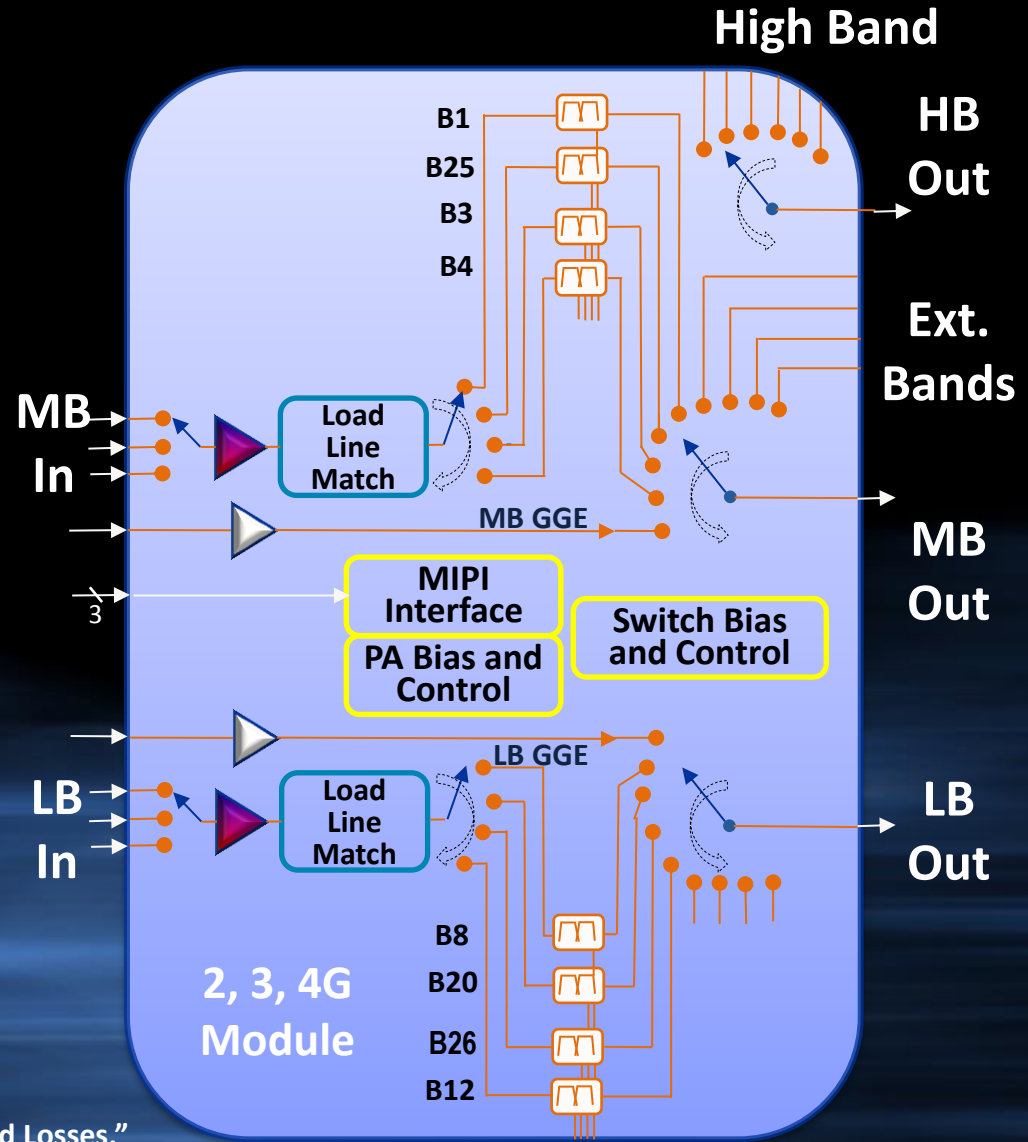 High Band
HB
Out
B1
B25
B3
B4
Ext.
Bands
MB
In
Load
Line
Match
MB GGE
MB
Out
3
MIPI
Interface
Switch Bias
and Control
PA Bias and
Control
LB GGE
LB
In
Load
Line
Match
LB
Out
B8
B20
B26
B12
2, 3, 4G
Module
d Losses.”